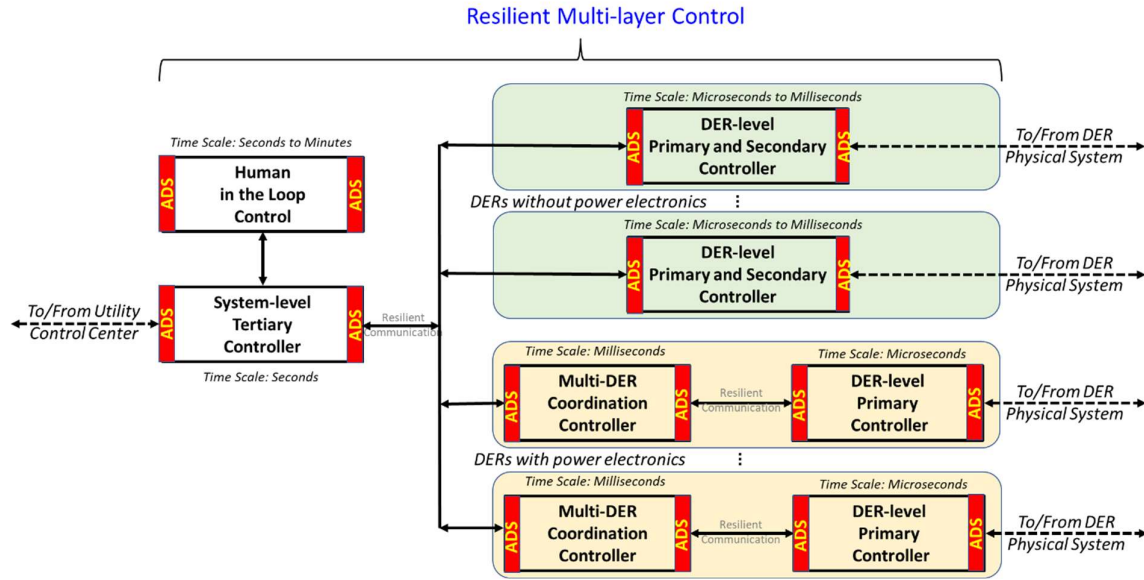 Resilient Multi-layer Control
Time Scale: Seconds to Minutes
ADS
Human
in the Loop
Control
ADS
To/From Utility
Control Center
ADS
System-level
Tertiary
Controller
ADS
Time Scale: Seconds
Resilient
Communication
Time Scale: Microseconds to Milliseconds
ADS
DER-level
Primary and Secondary
Controller
ADS
To/From DER
Physical System
DERs without power electronics
Time Scale: Microseconds to Milliseconds
ADS
DER-level
Primary and Secondary
Controller
ADS
To/From DER
Physical System
Time Scale: Milliseconds
ADS
Multi-DER
Coordination
Controller
ADS
Resilient
Communication
Time Scale: Microseconds
ADS
DER-level
Primary
Controller
ADS
To/From DER
Physical System
DERs with power electronics
Time Scale: Milliseconds
ADS
Multi-DER
Coordination
Controller
ADS
Resilient
Communication
Time Scale: Microseconds
ADS
DER-level
Primary
Controller
ADS
To/From DER
Physical System